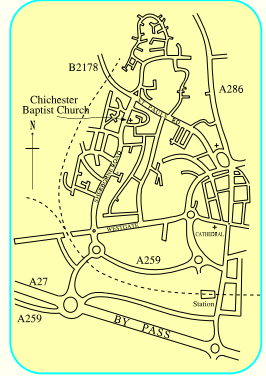 B2178
A286
Chichester
Baptist Church
N
WESTGATE
CATHEDRAL
A259
A27
Station
A259
BY PASS